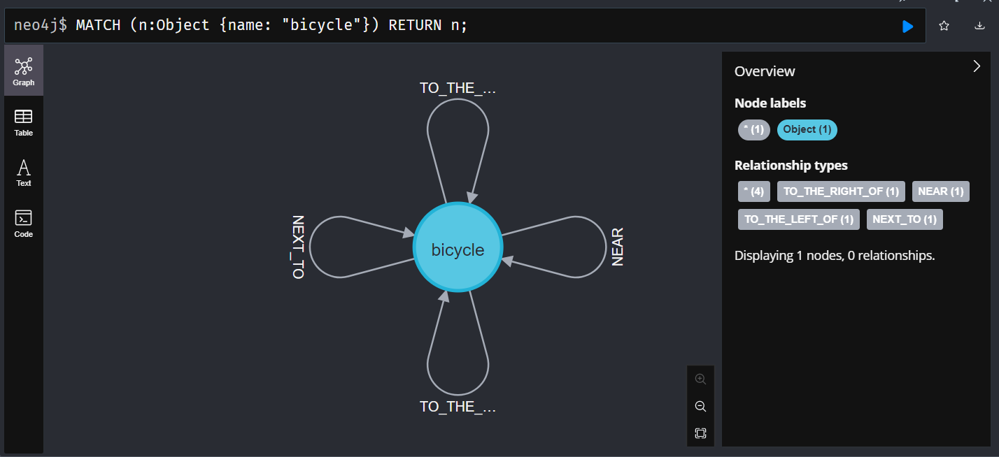 neo4j$ MATCH (n:Object {name: "bicycle"}) RETURN n;
Graph
Table
Text
Code
TO_THE_...
NEXT_TO
bicycle
NEAR
TO_THE_...
Overview
Node labels
* (1) Object (1)
Relationship types
* (4) TO_THE_RIGHT_OF (1) NEAR (1)
TO_THE_LEFT_OF (1) NEXT_TO (1)
Displaying 1 nodes, 0 relationships.